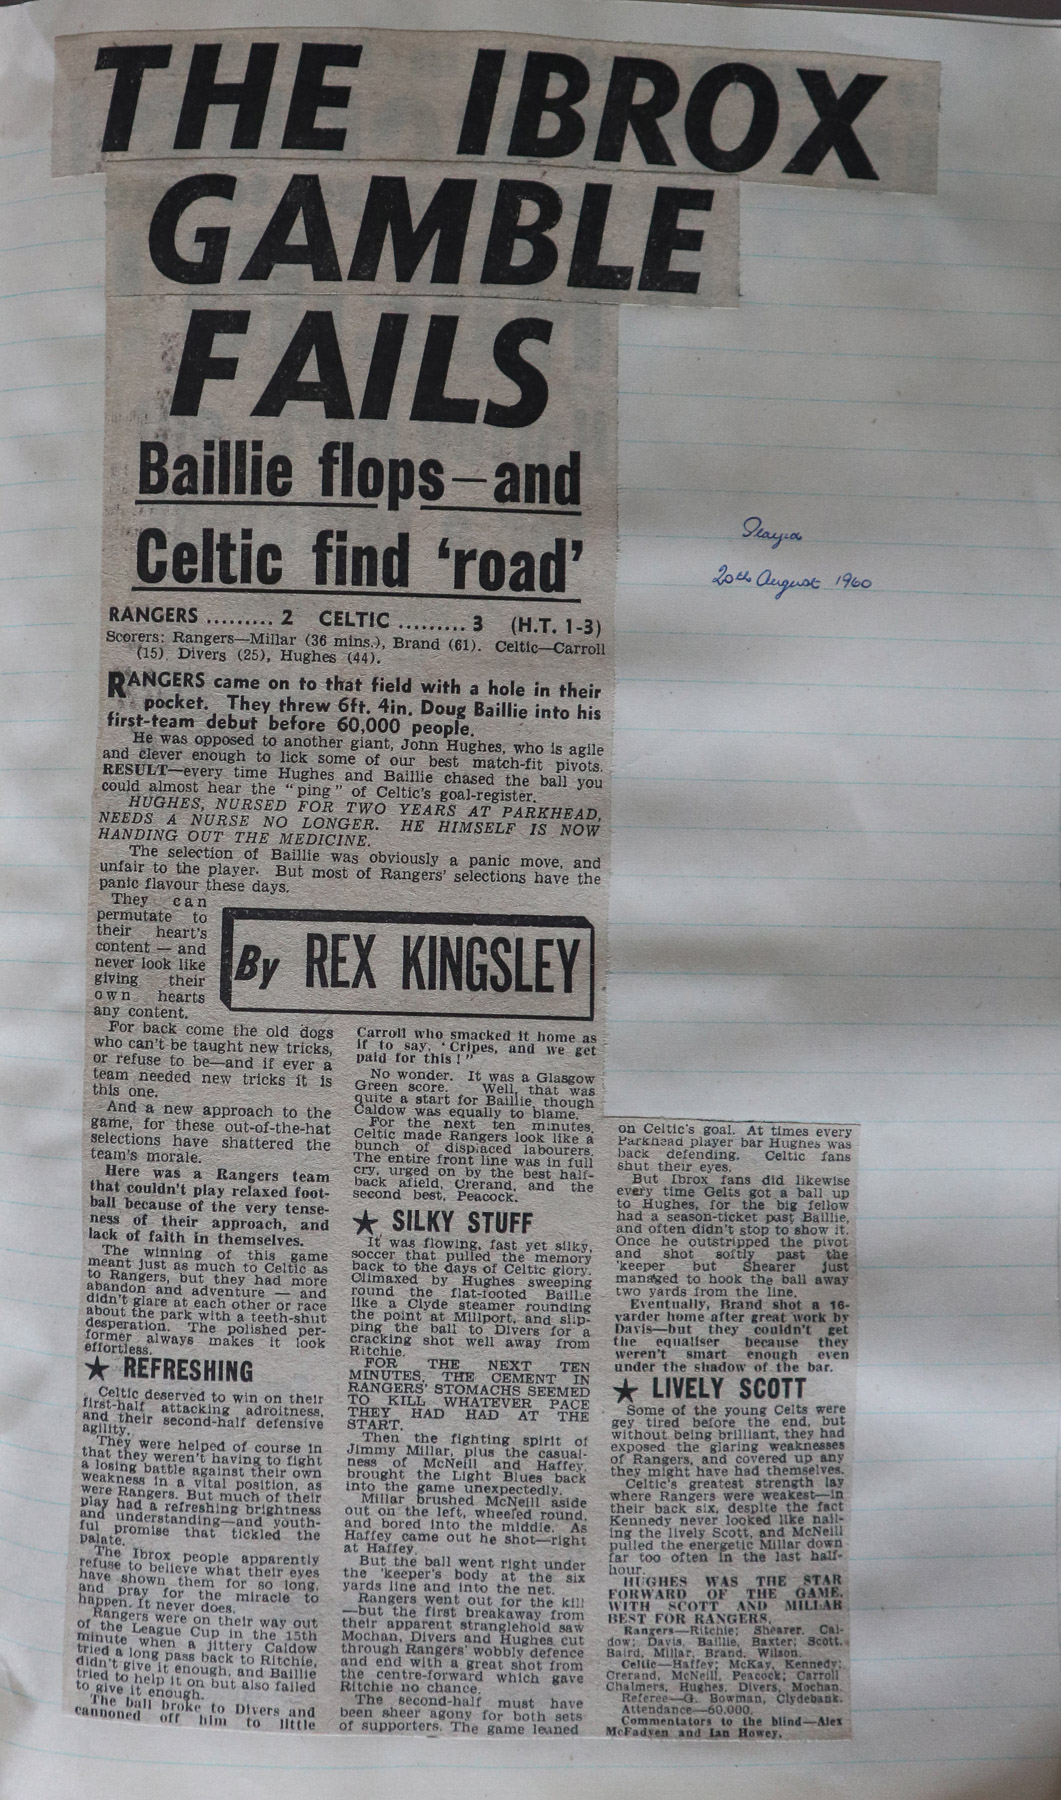 THE IBROX
GAMBLE
FAILS
Baillie flops—and
Celtic find 'road'
RANGERS ......... 2 CELTIC ......... 3 (H.T. 1-3)
Scorers: Rangers—Millar (36 mins.), Brand (61). Celtic—Carroll
(15). Divers (25), Hughes (44).
RANGERS came on to that field with a hole in their
pocket. They threw 6ft. 4in. Doug Baillie into his
first-team debut before 60,000 people.
He was opposed to another giant, John Hughes, who is agile
and clever enough to lick some of our best match-fit pivots.
RESULT—every time Hughes and Baillie chased the ball you
could almost hear the "ping" of Celtic's goal-register.
HUGHES, NURSED FOR TWO YEARS AT PARKHEAD,
NEEDS A NURSE NO LONGER. HE HIMSELF IS NOW
HANDING OUT THE MEDICINE.
The selection of Baillie was obviously a panic move, and
unfair to the player. But most of Rangers' selections have the
panic flavour these days.
They can
permutate to
their heart's
content — and
never look like
giving their
own hearts
any content.
By REX KINGSLEY
For back come the old dogs
who can't be taught new tricks,
or refuse to be—and if ever a
team needed new tricks it is
this one.
And a new approach to the
game, for these out-of-the-hat
selections have shattered the
team's morale.
Here was a Rangers team
that couldn't play relaxed foot-
ball because of the very tense-
ness of their approach, and
lack of faith in themselves.
The winning of this game
meant just as much to Celtic as
to Rangers, but they had more
abandon and adventure — and
didn't glare at each other or race
about the park with a teeth-shut
desperation. The polished per-
former always makes it look
effortless.
★ REFRESHING
Celtic deserved to win on their
first-half attacking adroitness,
and their second-half defensive
agility.
They were helped of course in
that they weren't having to fight
a losing battle against their own
weakness in a vital position, as
were Rangers. But much of their
play had a refreshing brightness
and understanding—and youth-
ful promise that tickled the
palate.
The Ibrox people apparently
refuse to believe what their eyes
have shown them for so long,
and pray for the miracle to
happen. It never does.
Rangers were on their way out
of the League Cup in the 15th
minute when a jittery Caldow
tried a long pass back to Ritchie,
didn't give it enough, and Baillie
tried to help it on but also failed
to give it enough.
The ball broke to Divers and
cannoned off him to little
Carroll who smacked it home as
if to say, 'Cripes, and we get
paid for this!"
No wonder. It was a Glasgow
Green score. Well, that was
quite a start for Baillie, though
Caldow was equally to blame.
For the next ten minutes,
Celtic made Rangers look like a
bunch of displaced labourers.
The entire front line was in full
cry, urged on by the best half-
back afield, Crerand, and the
second best, Peacock.
★ SILKY STUFF
It was flowing, fast yet silky,
soccer that pulled the memory
back to the days of Celtic glory.
Climaxed by Hughes sweeping
round the flat-footed Baillie
like a Clyde steamer rounding
the point at Millport, and slip-
ping the ball to Divers for a
cracking shot well away from
Ritchie.
FOR THE NEXT TEN
MINUTES, THE CEMENT IN
RANGERS' STOMACHS SEEMED
TO KILL WHATEVER PACE
THEY HAD HAD AT THE
START.
Then the fighting spirit of
Jimmy Millar, plus the casual-
ness of McNeill and Haffey,
brought the Light Blues back
into the game unexpectedly.
Millar brushed McNeill aside
out on the left, wheeled round,
and bored into the middle. As
Haffey came out he shot—right
at Haffey.
But the ball went right under
the 'keeper's body at the six
yards line and into the net.
Rangers went out for the kill
—but the first breakaway from
their apparent stranglehold saw
Mochan, Divers and Hughes cut
through Rangers' wobbly defence
and end with a great shot from
the centre-forward which gave
Ritchie no chance.
The second-half must have
been sheer agony for both sets
of supporters. The game leaned
on Celtic's goal. At times every
Parkhead player bar Hughes was
back defending. Celtic fans
shut their eyes.
But Ibrox fans did likewise
every time Celts got a ball up
to Hughes, for the big fellow
had a season-ticket past Baillie,
and often didn't stop to show it.
Once he outstripped the pivot
and shot softly past the
'keeper but Shearer just
managed to hook the ball away
two yards from the line.
Eventually, Brand shot a 16-
yarder home after great work by
Davis—but they couldn't get
the equaliser because they
weren't smart enough even
under the shadow of the bar.
★ LIVELY SCOTT
Some of the young Celts were
gey tired before the end, but
without being brilliant, they had
exposed the glaring weaknesses
of Rangers, and covered up any
they might have had themselves.
Celtic's greatest strength lay
where Rangers were weakest—in
their back six, despite the fact
Kennedy never looked like nail-
ing the lively Scott, and McNeill
pulled the energetic Millar down
far too often in the last half-
hour.
HUGHES WAS THE STAR
FORWARD OF THE GAME,
WITH SCOTT AND MILLAR
BEST FOR RANGERS.
Rangers—Ritchie; Shearer, Cal-
dow; Davis, Baillie, Baxter; Scott,
Baird, Millar, Brand, Wilson.
Celtic—Haffey; McKay, Kennedy;
Crerand, McNeill, Peacock; Carroll
Chalmers, Hughes, Divers, Mochan.
Referee—G. Bowman, Clydebank.
Attendance—60,000.
Commentators to the blind—Alex
McFadyen and Ian Howey.
Played
20th August 1960